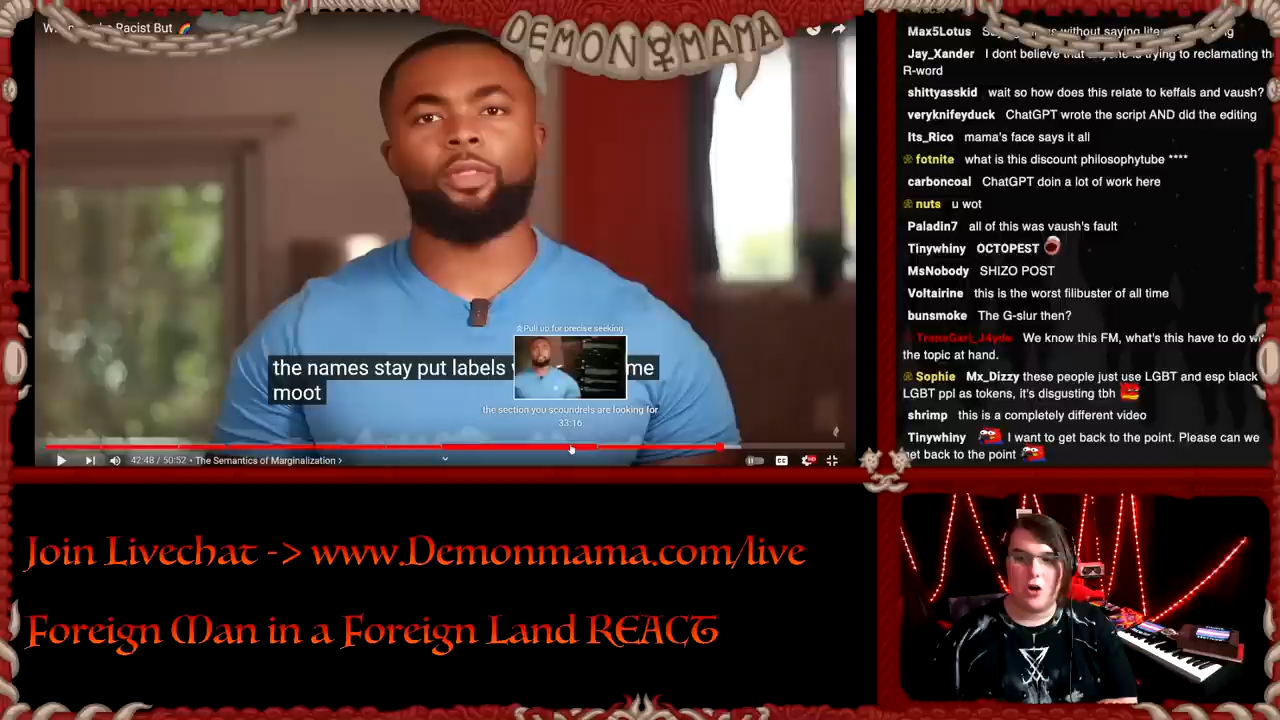 Racist But 🌈
DEMON MAMA
the names stay put labels
me
moot
Pull up for precise seeking
the section you scoundrels are looking for
33:16
42:48 / 50:52 • The Semantics of Marginalization ›
Join Livechat -> www.Demonmama.com/live
Foreign Man in a Foreign Land REACT
Max5Lotus without saying
Jay_Xander I dont believe that anyone is trying to reclamating the
R-word
shittyasskid wait so how does this relate to keffals and vaush?
veryknifeyduck ChatGPT wrote the script AND did the editing
Its_Rico mama's face says it all
fotnite what is this discount philosophytube ****
carboncoal ChatGPT doin a lot of work here
nuts u wot
Paladin7 all of this was vaush's fault
Tinywhiny OCTOPEST
MsNobody SHIZO POST
Voltairine this is the worst filibuster of all time
bunsmoke The G-slur then?
We know this FM, what's this have to do
the topic at hand.
Sophie Mx_Dizzy these people just use LGBT and esp black
LGBT ppl as tokens, it's disgusting tbh
shrimp this is a completely different video
Tinywhiny I want to get back to the point. Please can we
get back to the point